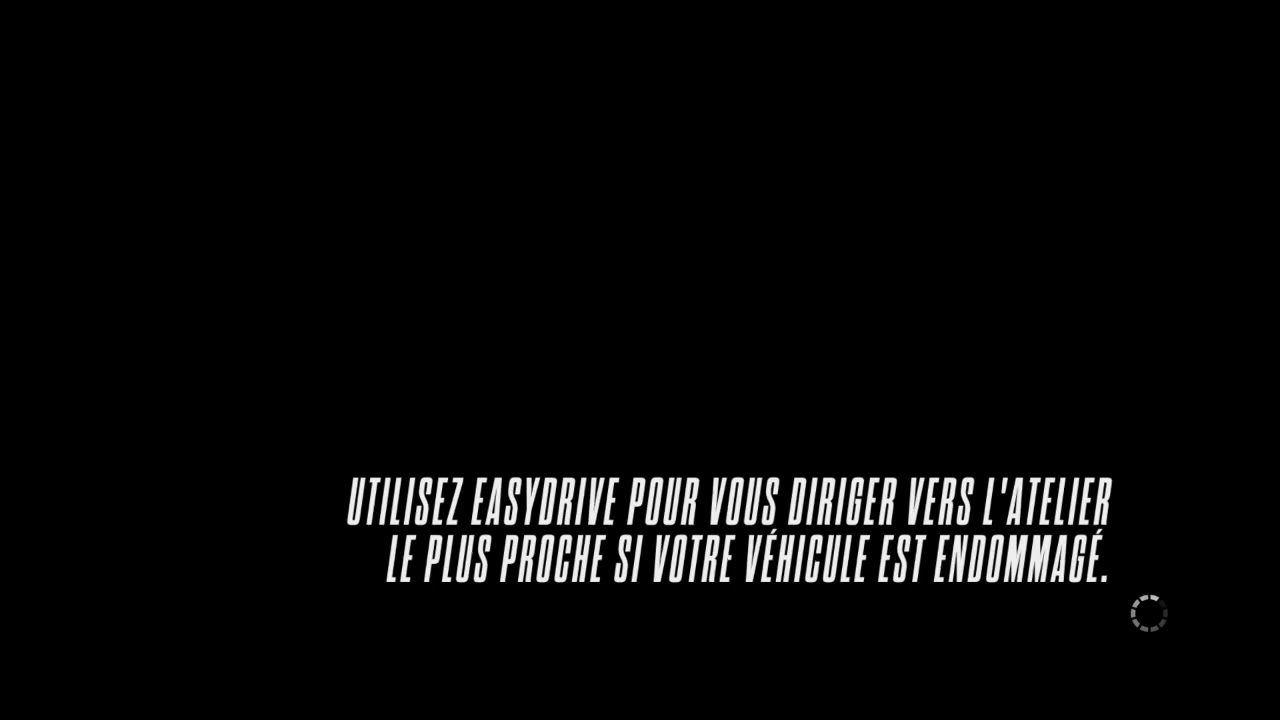 UTILISEZ EASYDRIVE POUR VOUS DIRIGER VERS L'ATELIER
LE PLUS PROCHE SI VOTRE VÉHICULE EST ENDOMMAGÉ.